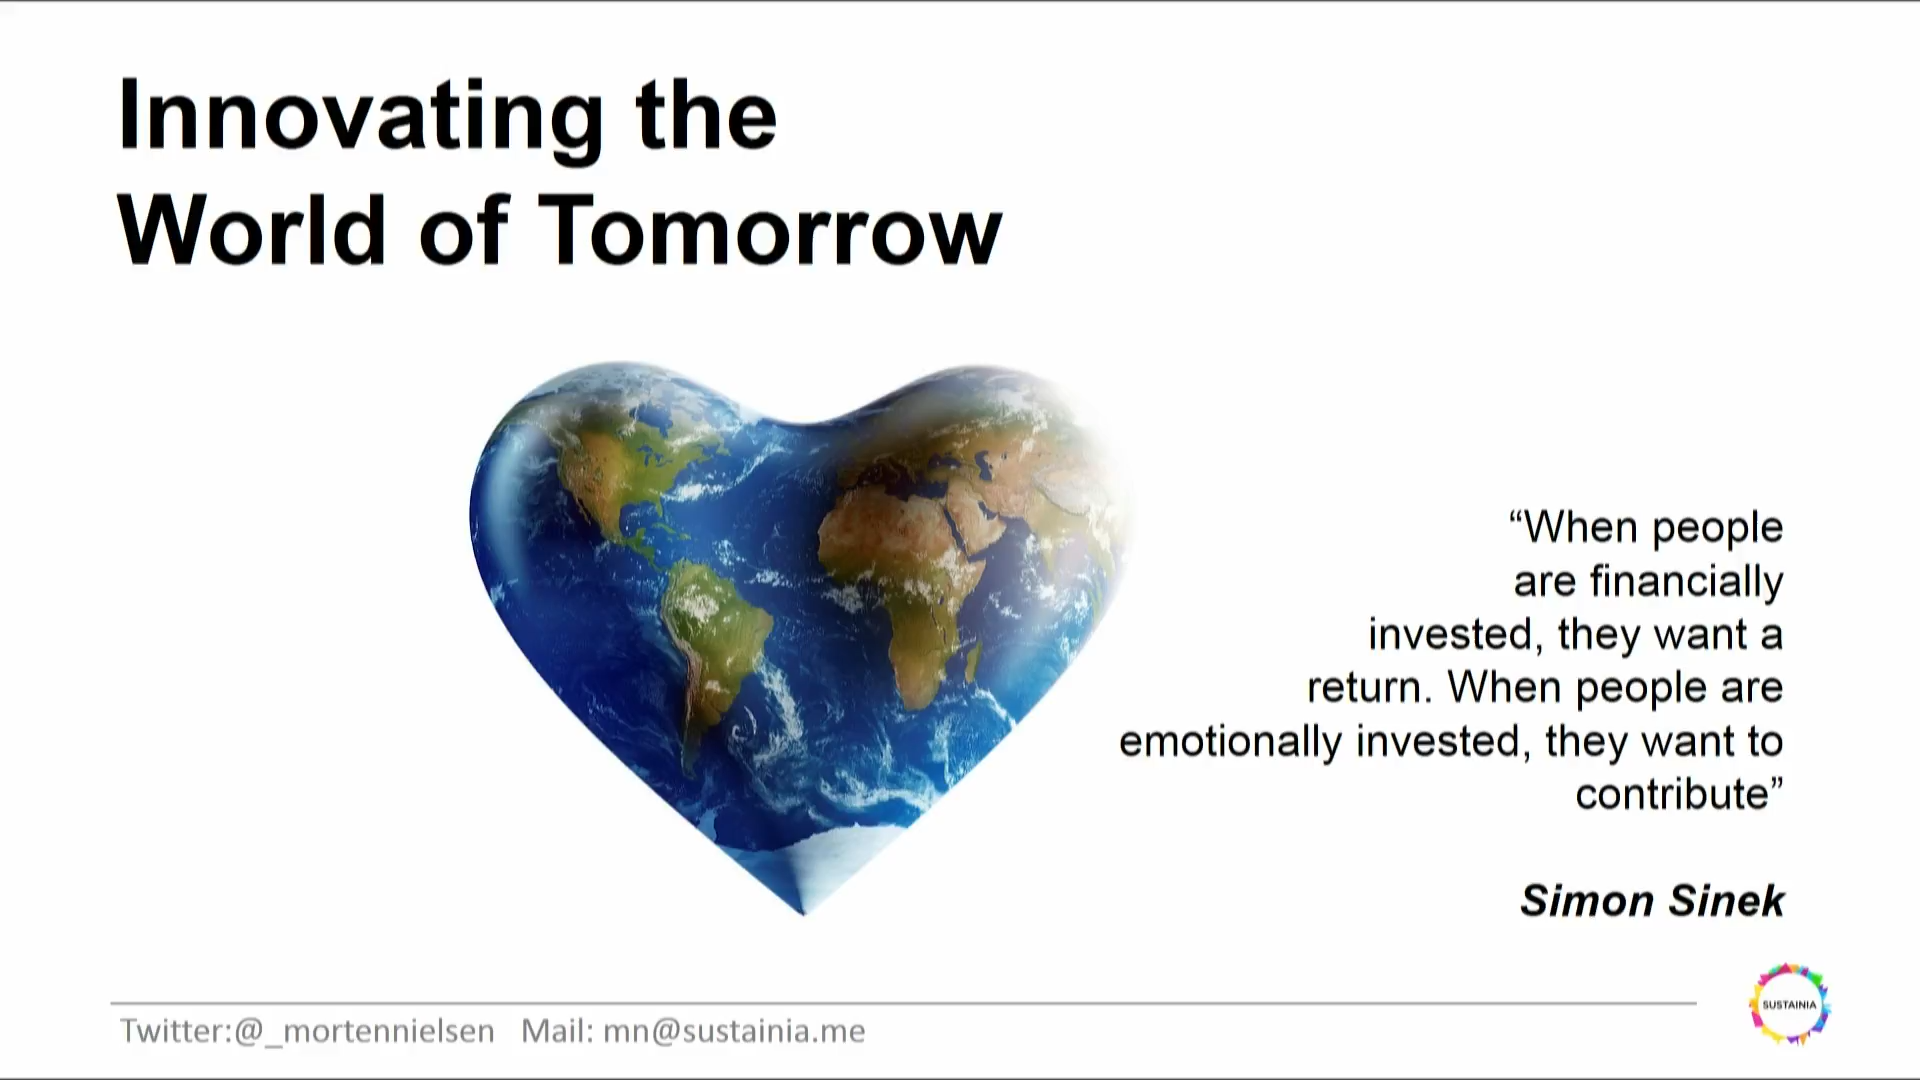 Innovating the
World of Tomorrow
“When people
are financially
invested, they want a
return. When people are
emotionally invested, they want to
contribute”
Simon Sinek
SUSTAINIA
Twitter:@_mortennielsen   Mail: mn@sustainia.me